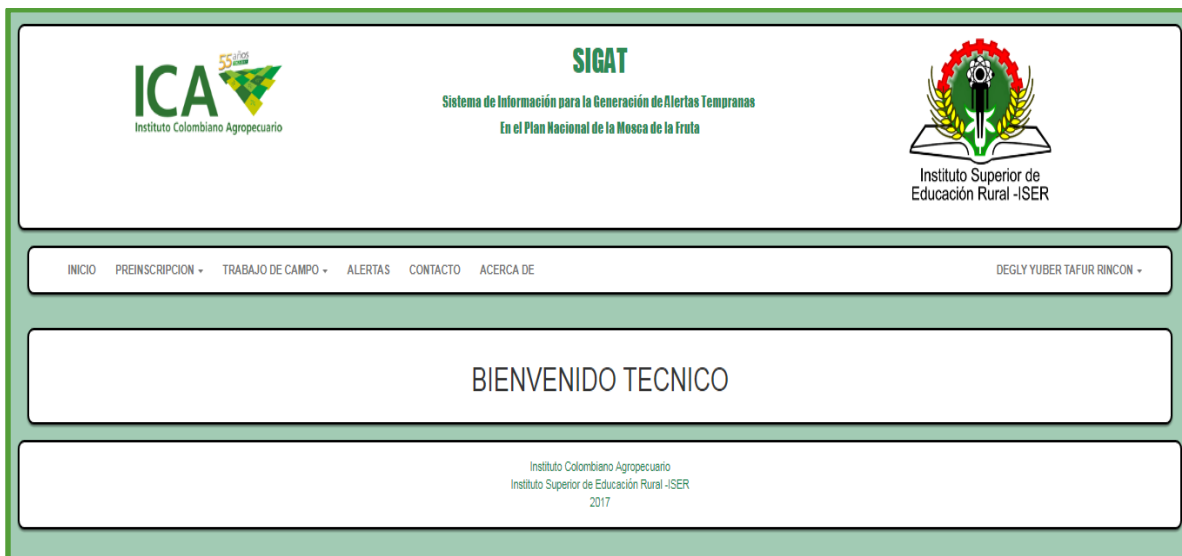 55 años
ICA
Instituto Colombiano Agropecuario
SIGAT
Sistema de Información para la Generación de Alertas Tempranas
En el Plan Nacional de la Mosca de la Fruta
Instituto Superior de
Educación Rural -ISER
INICIO PREINSCRIPCION TRABAJO DE CAMPO ALERTAS CONTACTO ACERCA DE DEGLY YUBER TAFUR RINCON
BIENVENIDO TECNICO
Instituto Colombiano Agropecuario
Instituto Superior de Educación Rural -ISER
2017